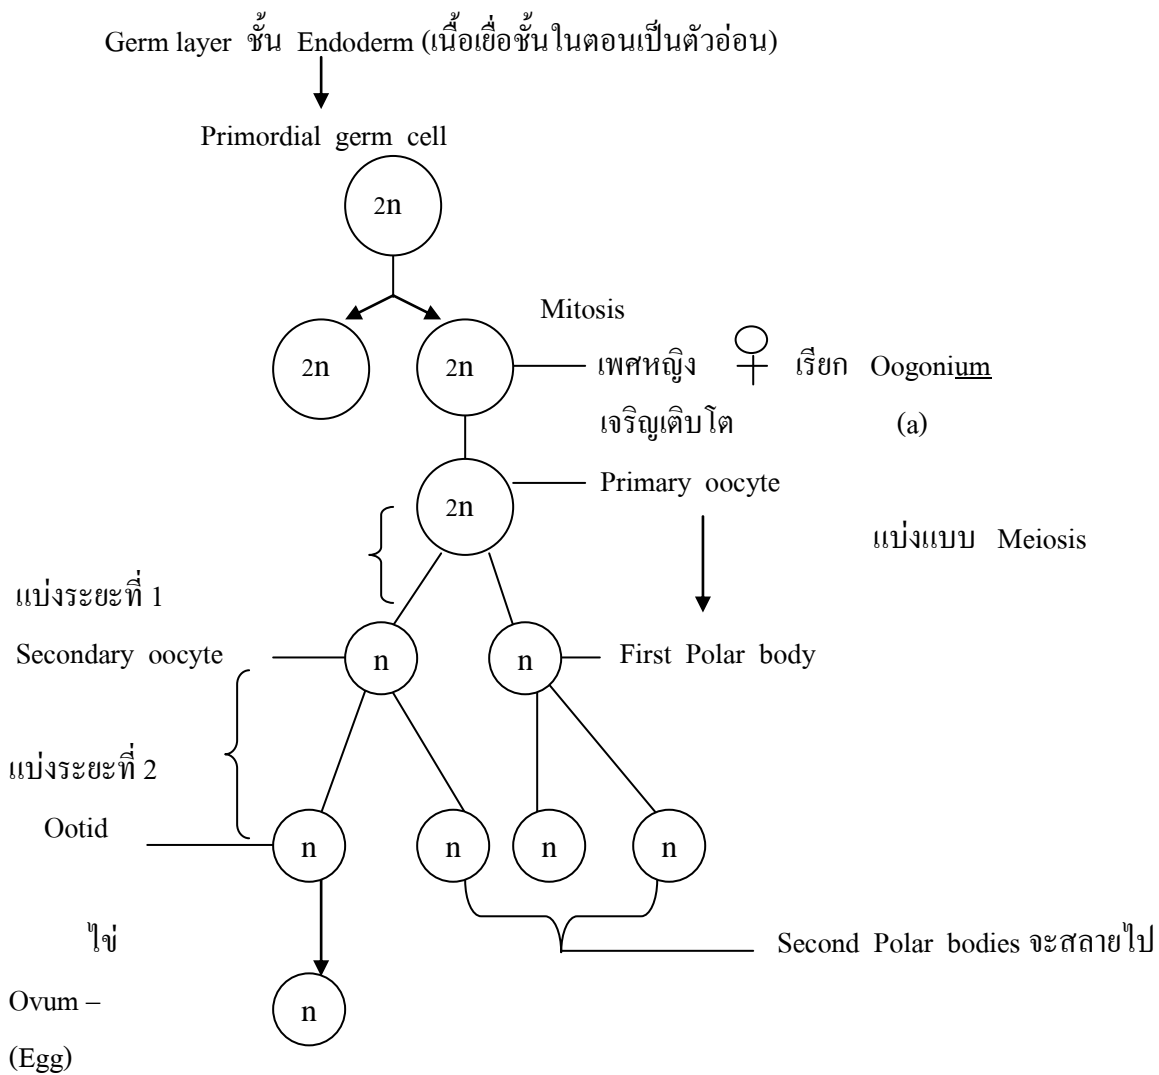 Germ layer ชั้น Endoderm (เนื้อเยื่อชั้นในตอนเป็นตัวอ่อน)
Primordial germ cell
2n
Mitosis
2n 2n เพศหญิง เรียก Oogonium
เจริญเติบโต (a)
2n Primary oocyte
แบ่งแบบ Meiosis
แบ่งระยะที่ 1
Secondary oocyte n n First Polar body
แบ่งระยะที่ 2
Ootid n n n n
ไข่ Second Polar bodies จะสลายไป
Ovum – n
(Egg)